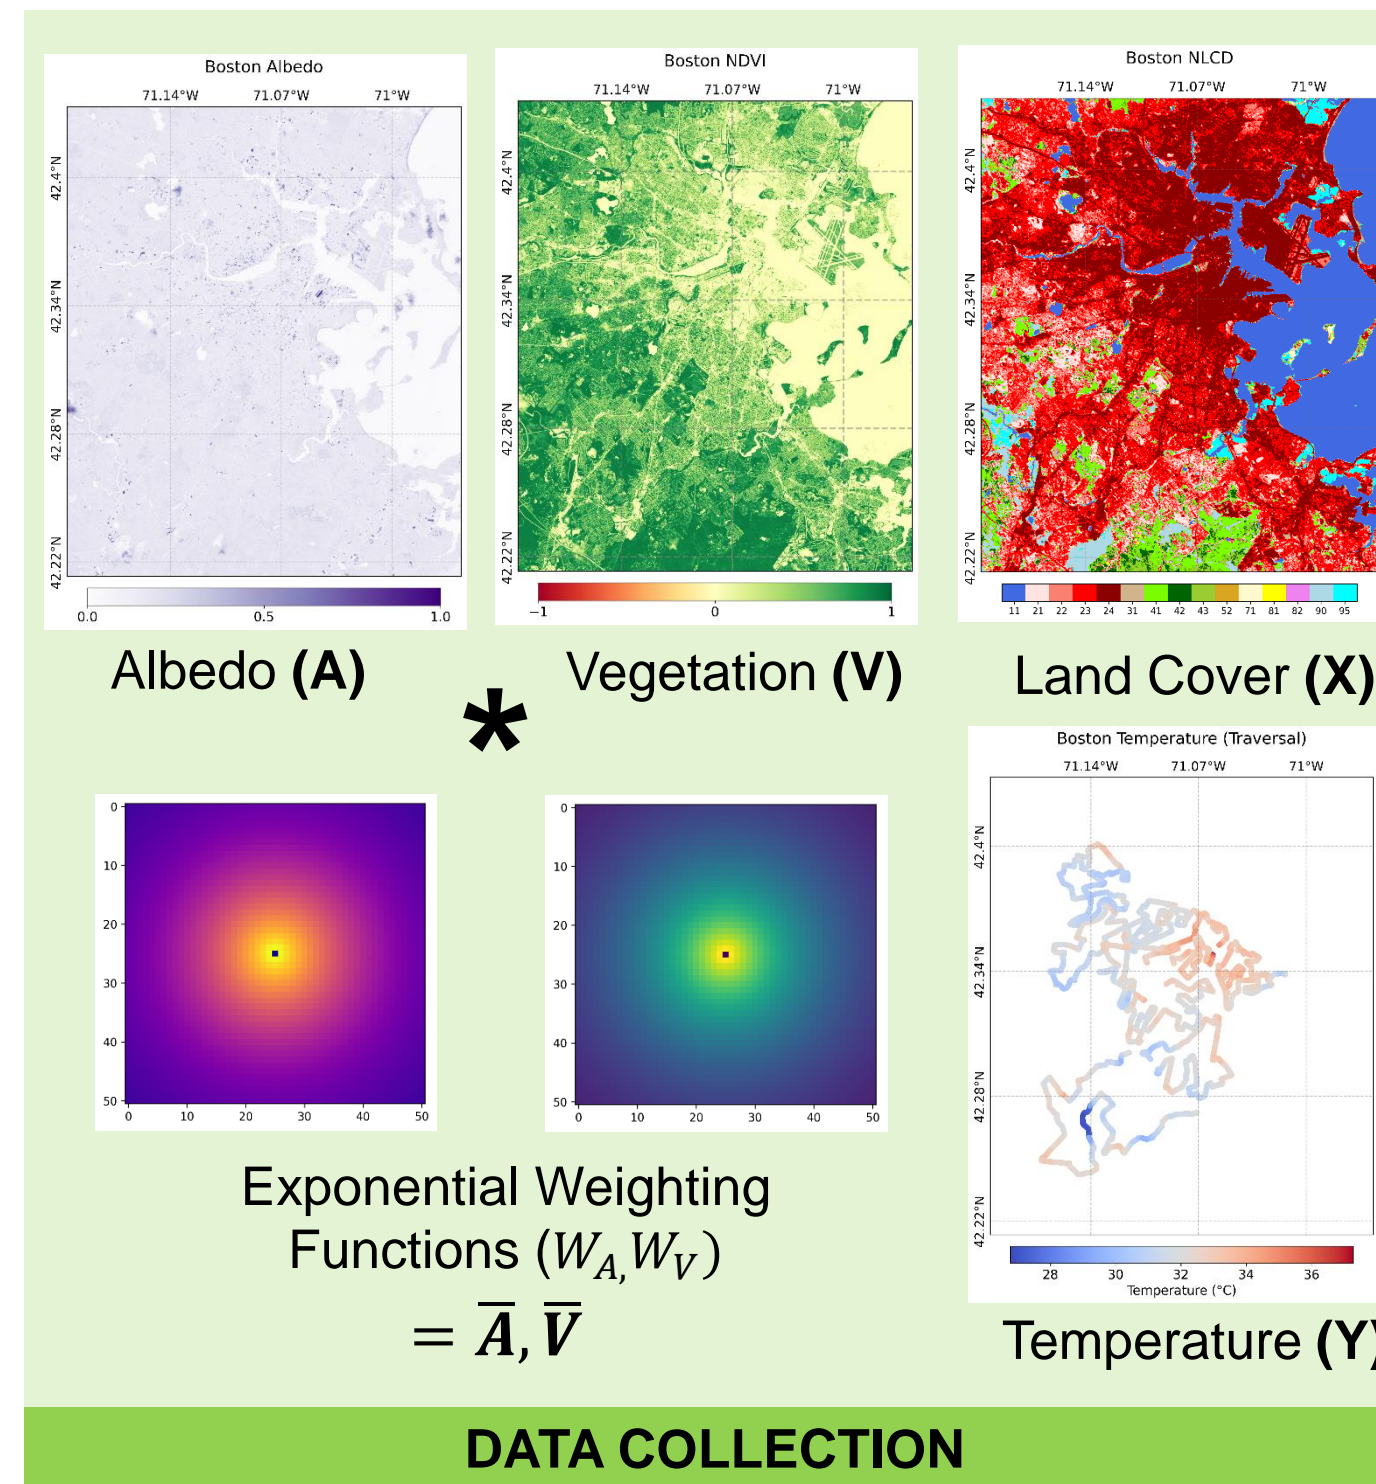 Boston Albedo
71.14°W 71.07°W 71°W
42.4°N
42.34°N
42.28°N
42.22°N
0.0 0.5 1.0
Albedo (A)
Boston NDVI
71.14°W 71.07°W 71°W
42.4°N
42.34°N
42.28°N
42.22°N
−1 0 1
Vegetation (V)
Boston NLCD
71.14°W 71.07°W 71°W
42.4°N
42.34°N
42.28°N
42.22°N
11 21 22 23 24 31 41 42 43 52 71 81 82 90 95
Land Cover (X)
*
0
10
20
30
40
50
0 10 20 30 40 50
0
10
20
30
40
50
0 10 20 30 40 50
Exponential Weighting
Functions (W_A, W_V)
= A̅, V̅
Boston Temperature (Traversal)
71.14°W 71.07°W 71°W
42.4°N
42.34°N
42.28°N
42.22°N
28 30 32 34 36
Temperature (°C)
Temperature (Y)
DATA COLLECTION